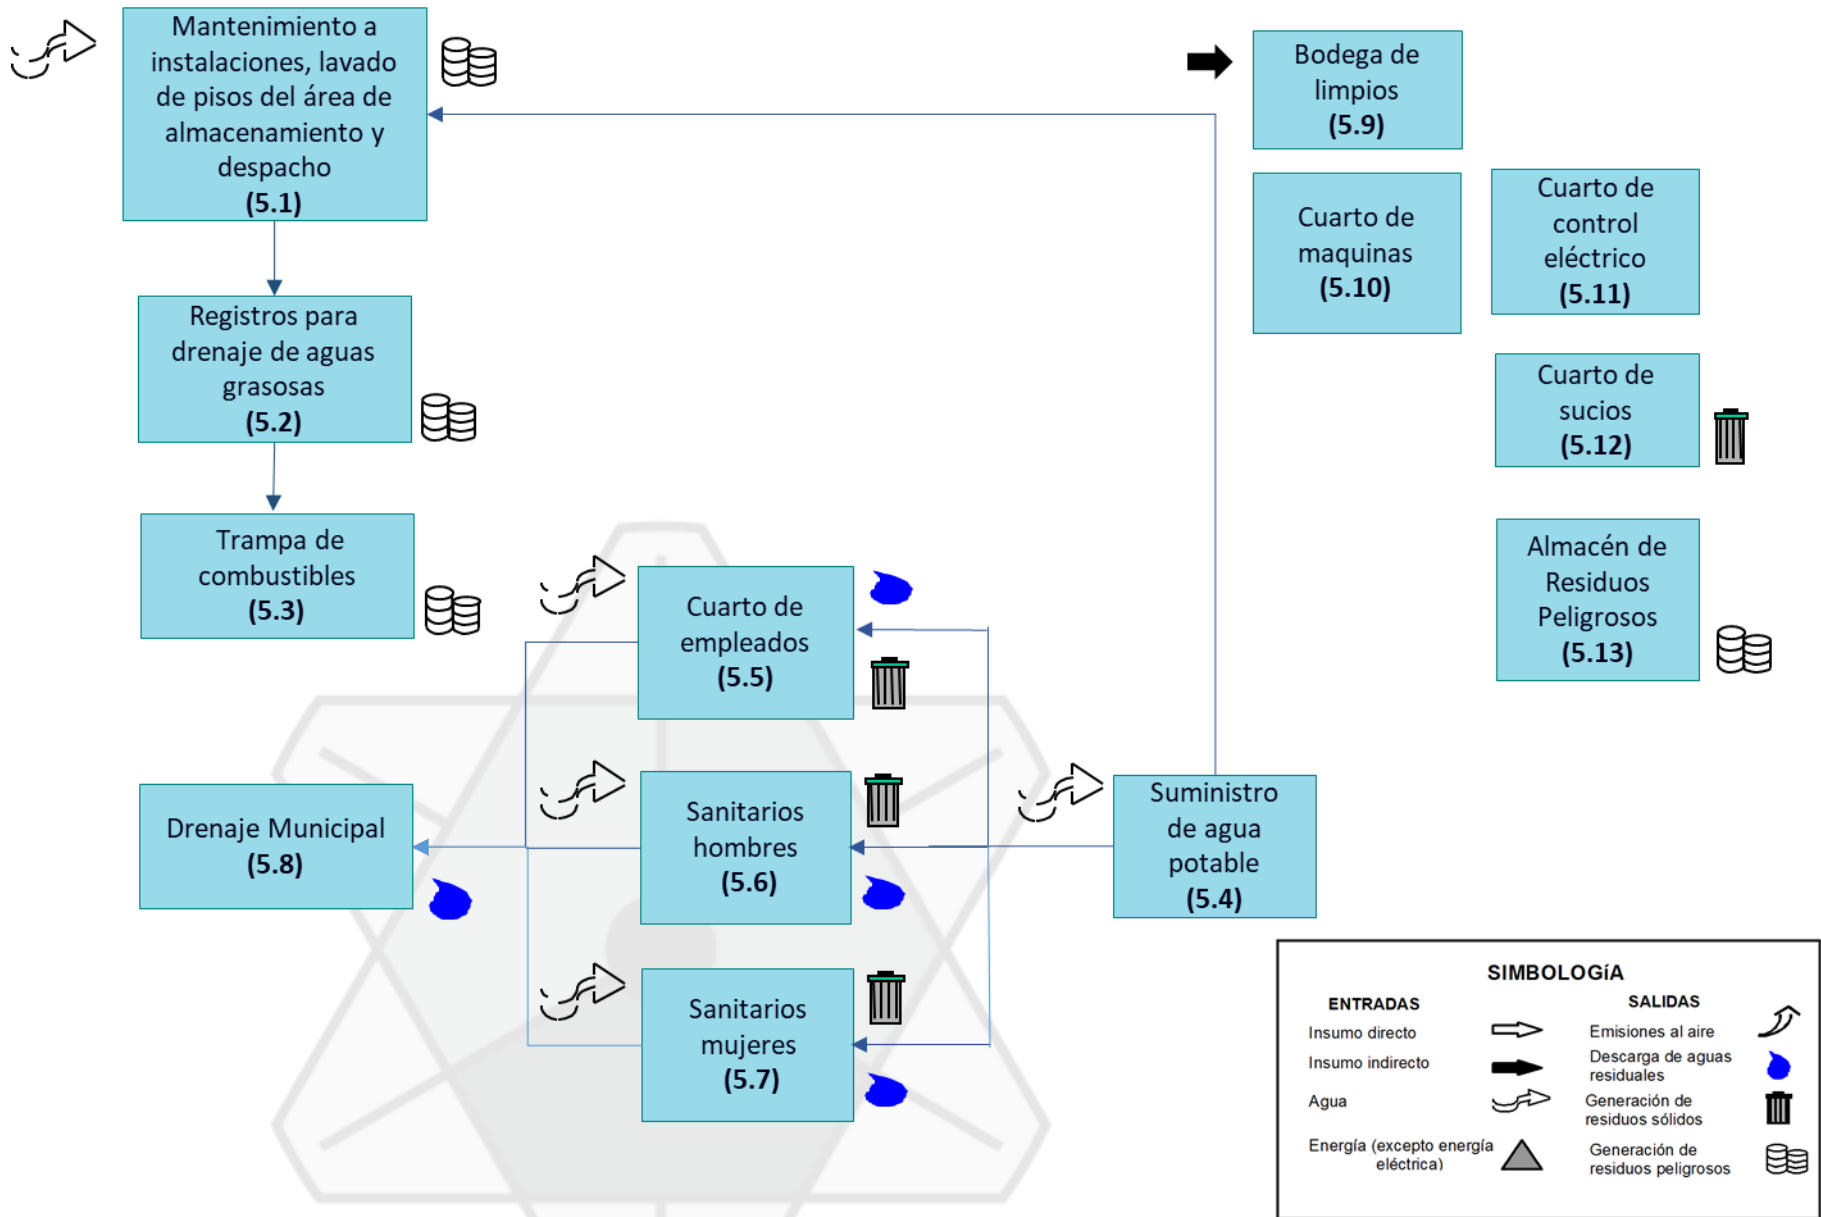 Mantenimiento a
instalaciones, lavado
de pisos del área de
almacenamiento y
despacho
(5.1)
Registros para
drenaje de aguas
grasosas
(5.2)
Trampa de
combustibles
(5.3)
Drenaje Municipal
(5.8)
Cuarto de
empleados
(5.5)
Sanitarios
hombres
(5.6)
Sanitarios
mujeres
(5.7)
Suministro
de agua
potable
(5.4)
Bodega de
limpios
(5.9)
Cuarto de
maquinas
(5.10)
Cuarto de
control
eléctrico
(5.11)
Cuarto de
sucios
(5.12)
Almacén de
Residuos
Peligrosos
(5.13)
SIMBOLOGíA
ENTRADAS
Insumo directo
Insumo indirecto
Agua
Energía (excepto energía
eléctrica)
SALIDAS
Emisiones al aire
Descarga de aguas
residuales
Generación de
residuos sólidos
Generación de
residuos peligrosos